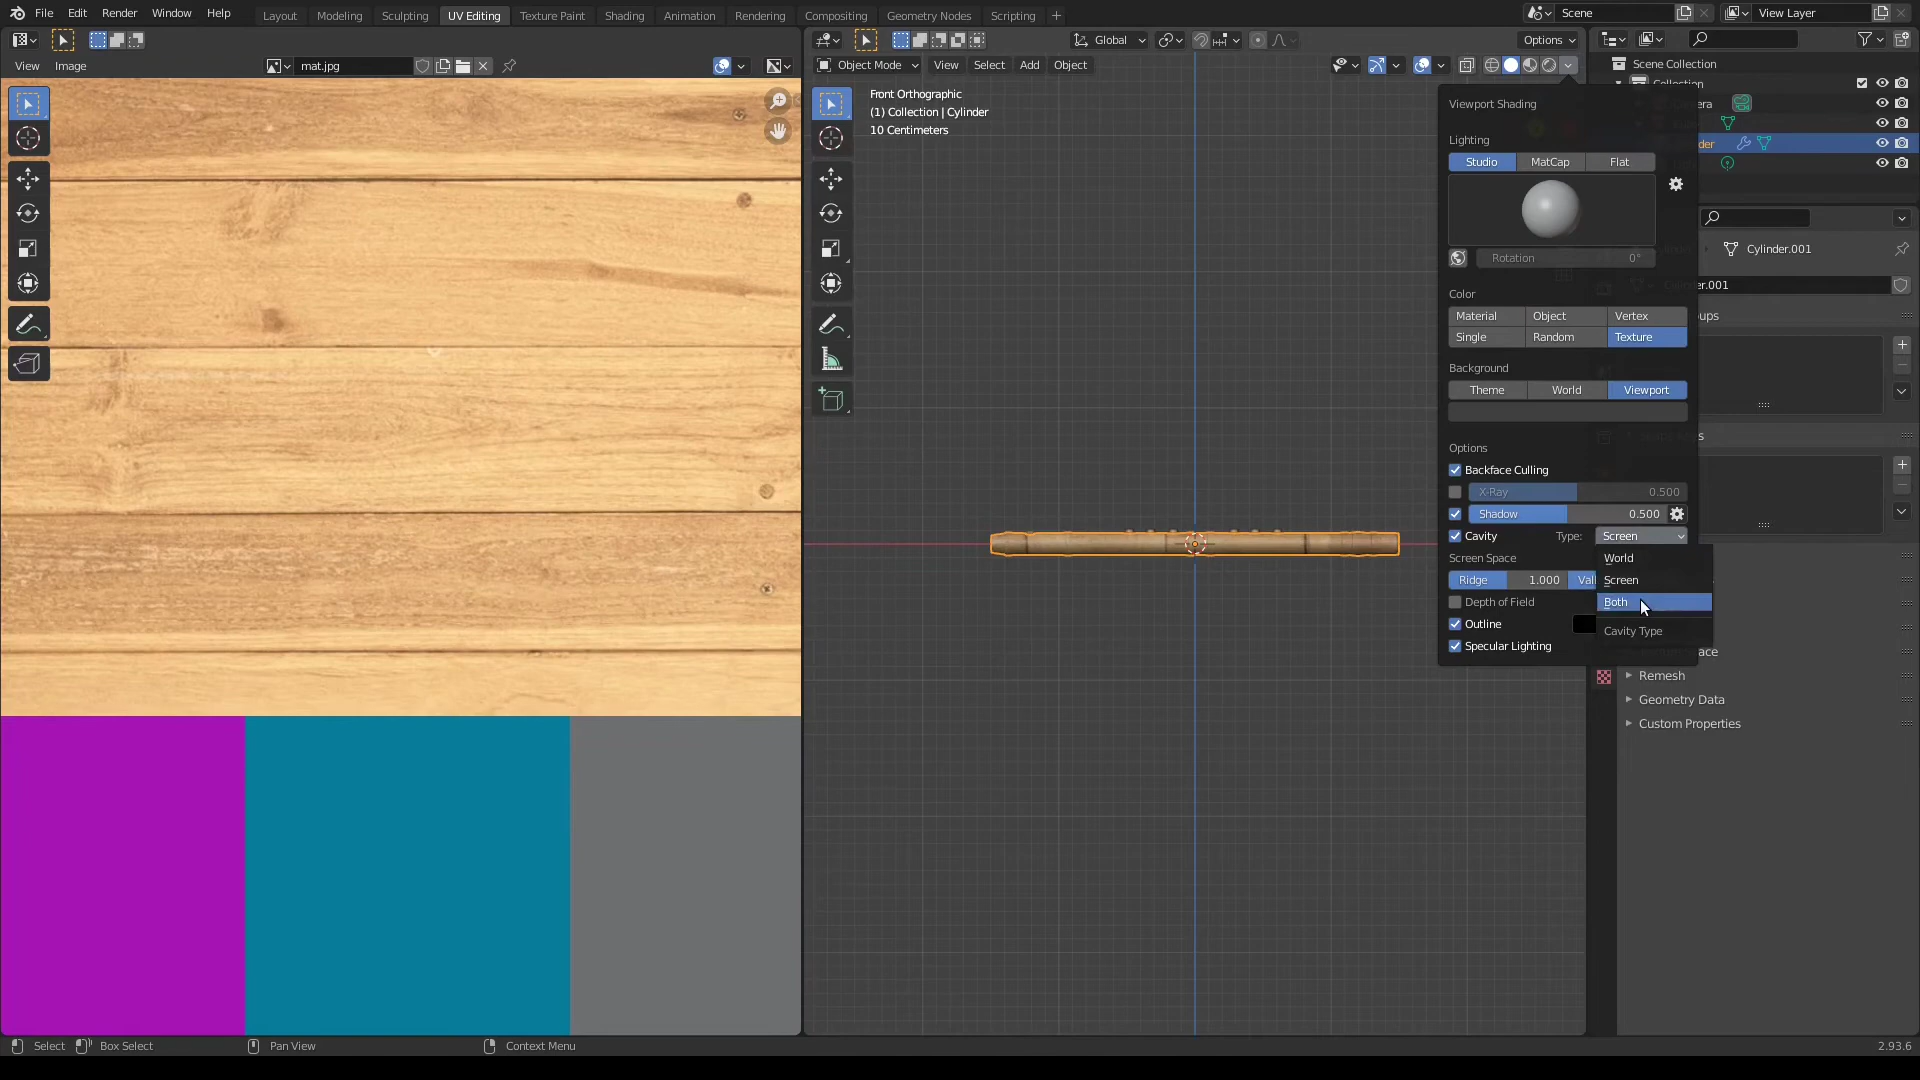 File Edit Render Window Help Layout Modeling Sculpting UV Editing Texture Paint Shading Animation Rendering Compositing Geometry Nodes Scripting + Scene View Layer
Global Options
View Image mat.jpg Object Mode View Select Add Object
Scene Collection
Collection
Front Orthographic
(1) Collection | Cylinder
10 Centimeters
Viewport Shading
Camera
Lighting
Studio MatCap Flat
Rotation 0°
Cylinder.001
Color
Material Object Vertex
Single Random Texture
Background
Theme World Viewport
Options
Backface Culling
X-Ray 0.500
Shadow 0.500
Cavity Type: Screen
World
Screen Space
Ridge 1.000 Vall
Screen
Depth of Field
Both
Outline
Cavity Type
Specular Lighting
Remesh
Geometry Data
Custom Properties
Select Box Select Pan View Context Menu 2.93.6